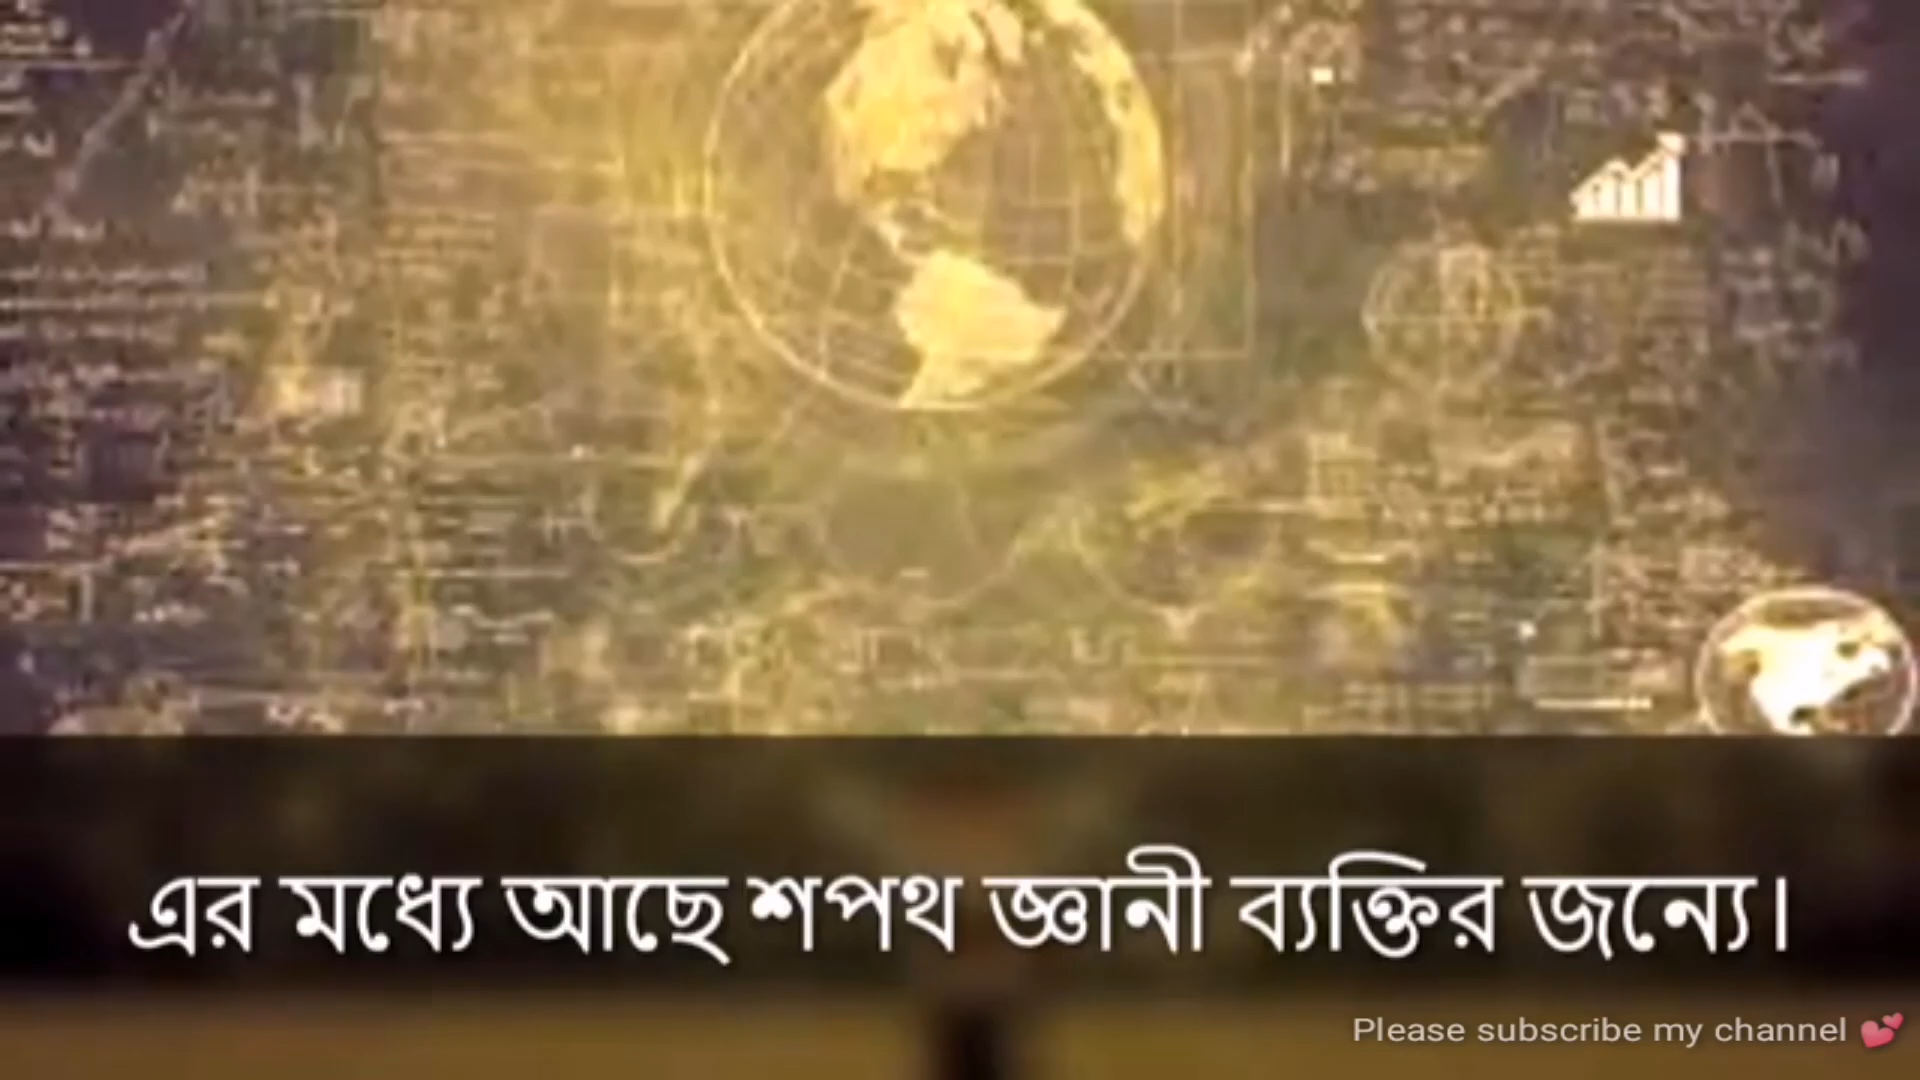 এর মধ্যে আছে শপথ জ্ঞানী ব্যক্তির জন্যে।
Please subscribe my channel 💕